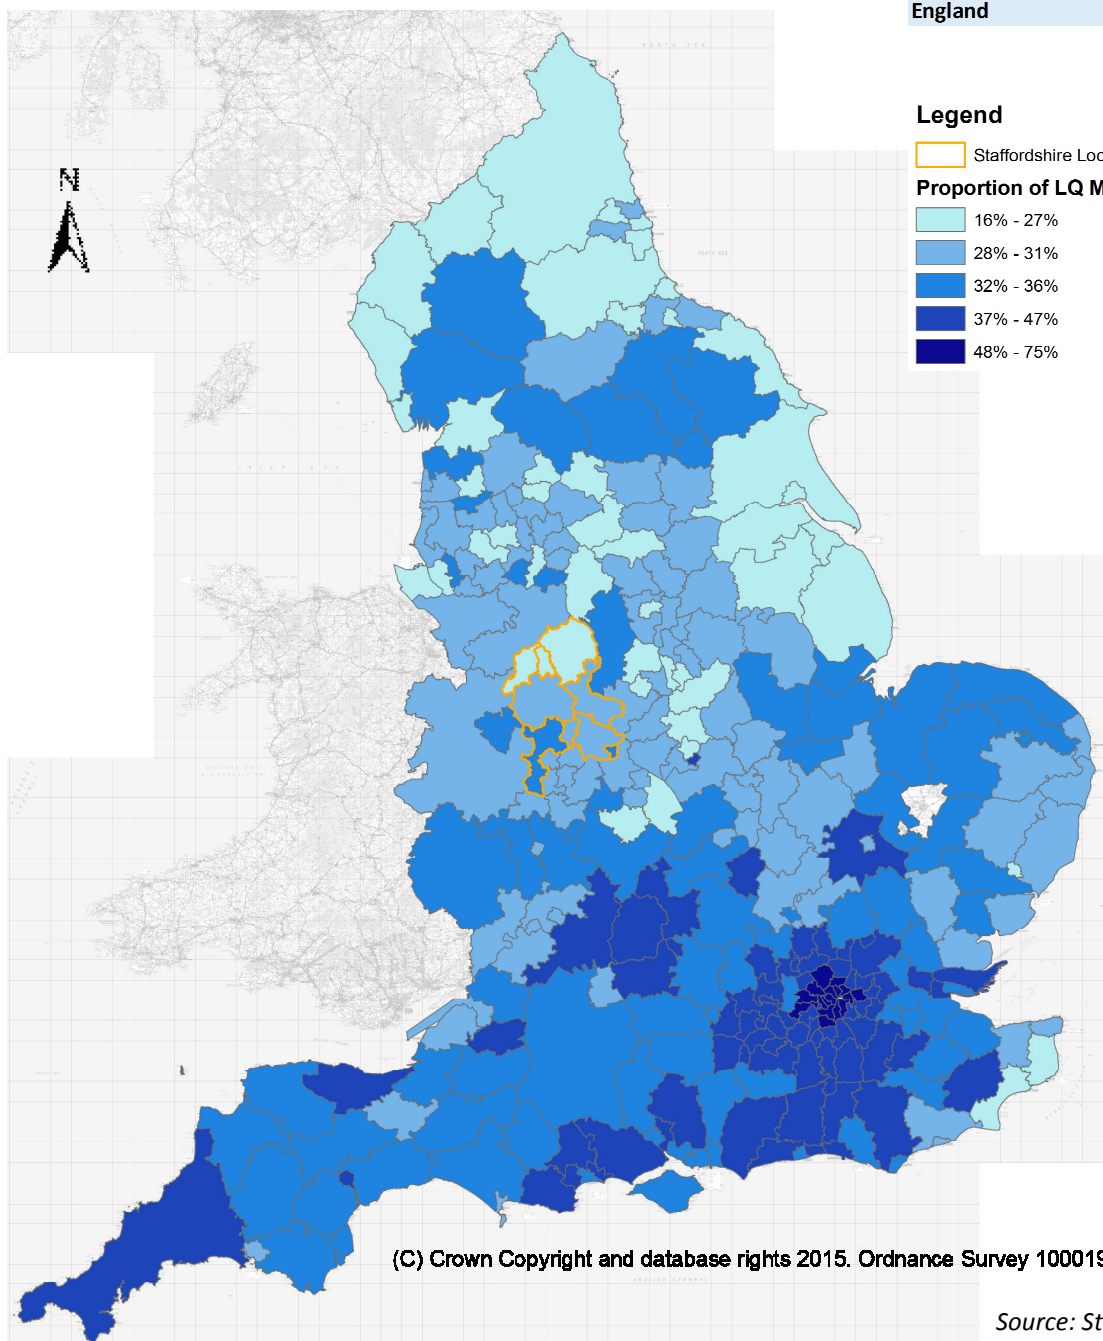 England
Legend
Staffordshire Loc
Proportion of LQ M
16% - 27%
28% - 31%
32% - 36%
37% - 47%
48% - 75%
N
(C) Crown Copyright and database rights 2015. Ordnance Survey 100019
Source: St